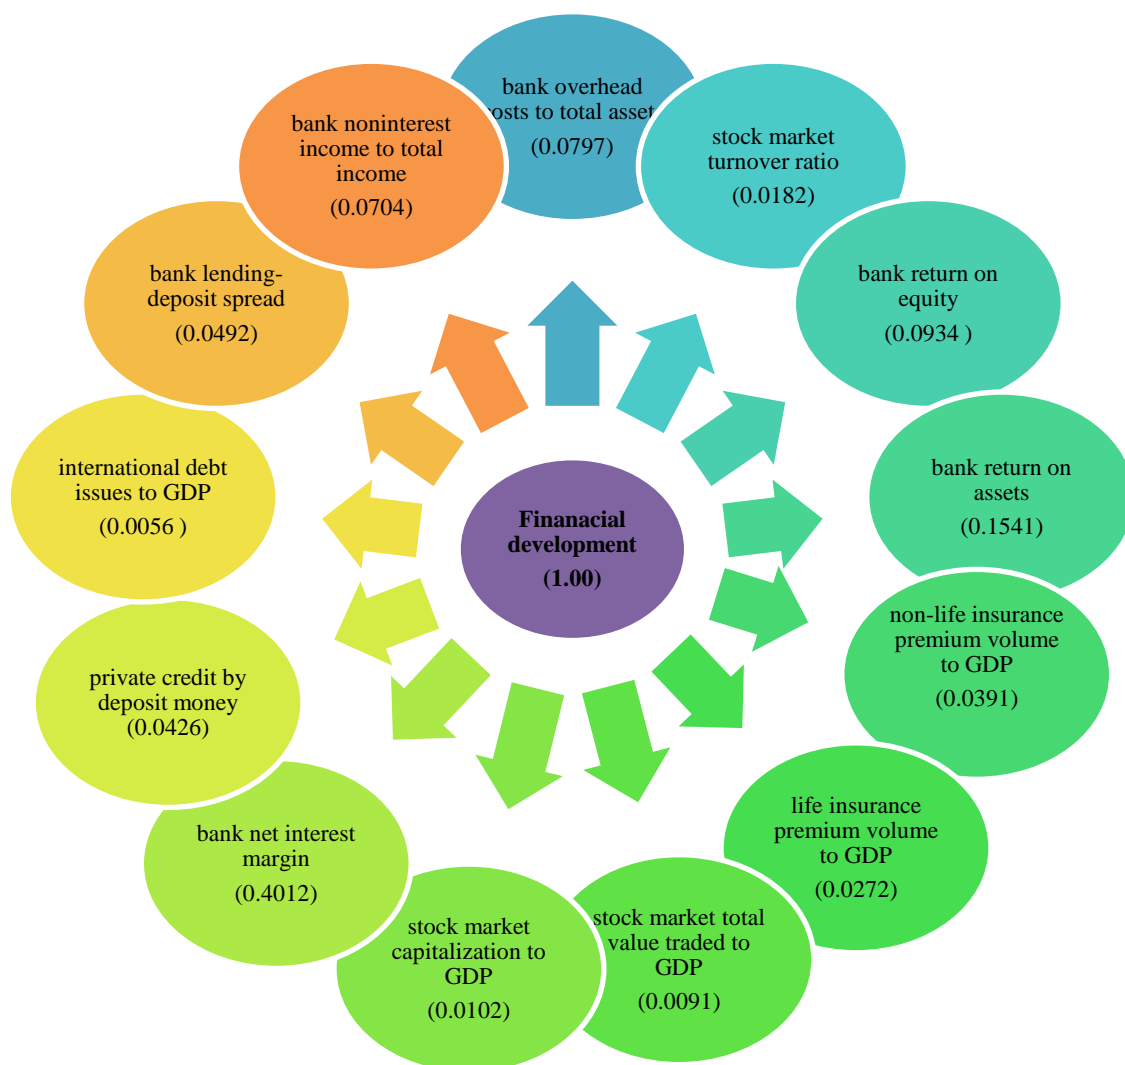 bank overhead
osts to total asset
(0.0797)
stock market
turnover ratio
(0.0182)
bank return on
equity
(0.0934 )
bank return on
assets
(0.1541)
non-life insurance
premium volume
to GDP
(0.0391)
life insurance
premium volume
to GDP
(0.0272)
stock market total
value traded to
GDP
(0.0091)
stock market
capitalization to
GDP
(0.0102)
bank net interest
margin
(0.4012)
private credit by
deposit money
(0.0426)
international debt
issues to GDP
(0.0056 )
bank lending-
deposit spread
(0.0492)
bank noninterest
income to total
income
(0.0704)
Finanacial
development
(1.00)